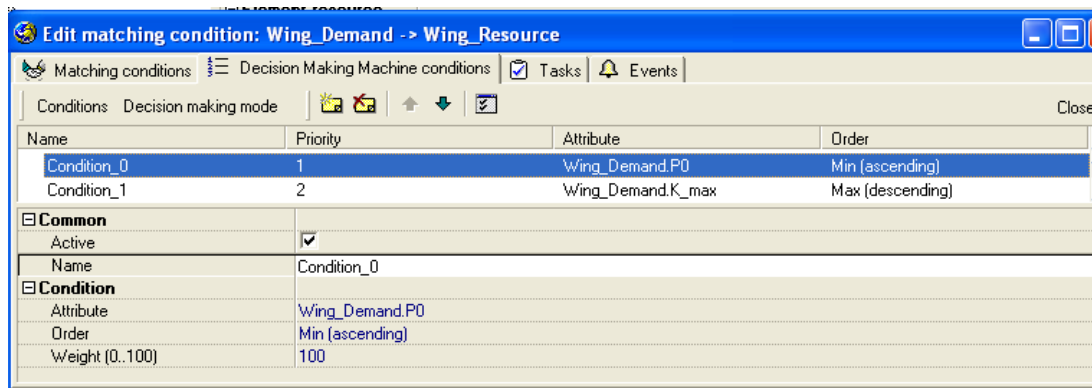 Element resource
Edit matching condition: Wing_Demand -> Wing_Resource
Matching conditions Decision Making Machine conditions Tasks Events
Conditions Decision making mode Close
Name Priority Attribute Order
Condition_0 1 Wing_Demand.P0 Min (ascending)
Condition_1 2 Wing_Demand.K_max Max (descending)
Common
Active
Name Condition_0
Condition
Attribute Wing_Demand.P0
Order Min (ascending)
Weight (0..100) 100